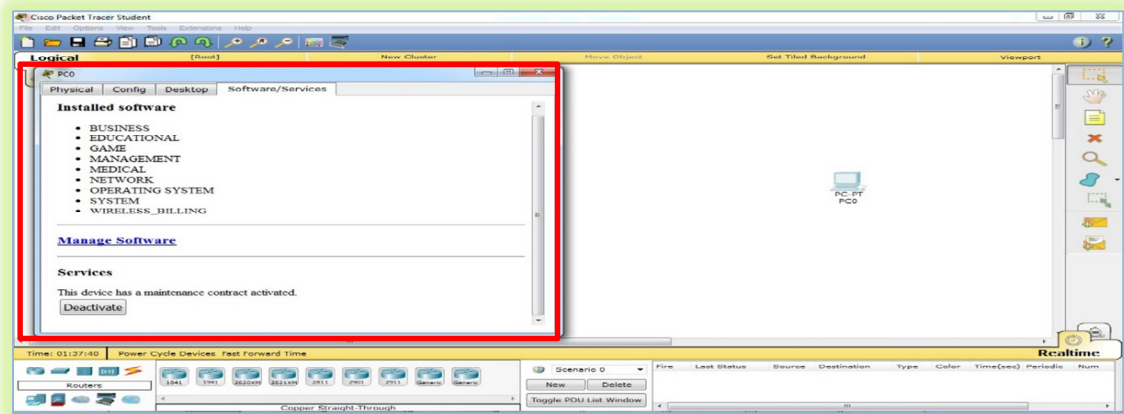 Cisco Packet Tracer Student
File Edit Options View Tools Extensions Help
Logical [Root] New Cluster Move Object Set Tiled Background Viewport
PC0
Physical Config Desktop Software/Services
Installed software
• BUSINESS
• EDUCATIONAL
• GAME
• MANAGEMENT
• MEDICAL
• NETWORK
• OPERATING SYSTEM
• SYSTEM
• WIRELESS_BILLING
Manage Software
Services
This device has a maintenance contract activated.
Deactivate
PC-PT
PC0
Time: 01:37:40 Power Cycle Devices Fast Forward Time Realtime
Routers
1841 1941 2620XM 2621XM 2811 2901 2911 Generic Generic
Copper Straight-Through
Scenario 0
New Delete
Toggle PDU List Window
Fire Last Status Source Destination Type Color Time(sec) Periodic Num